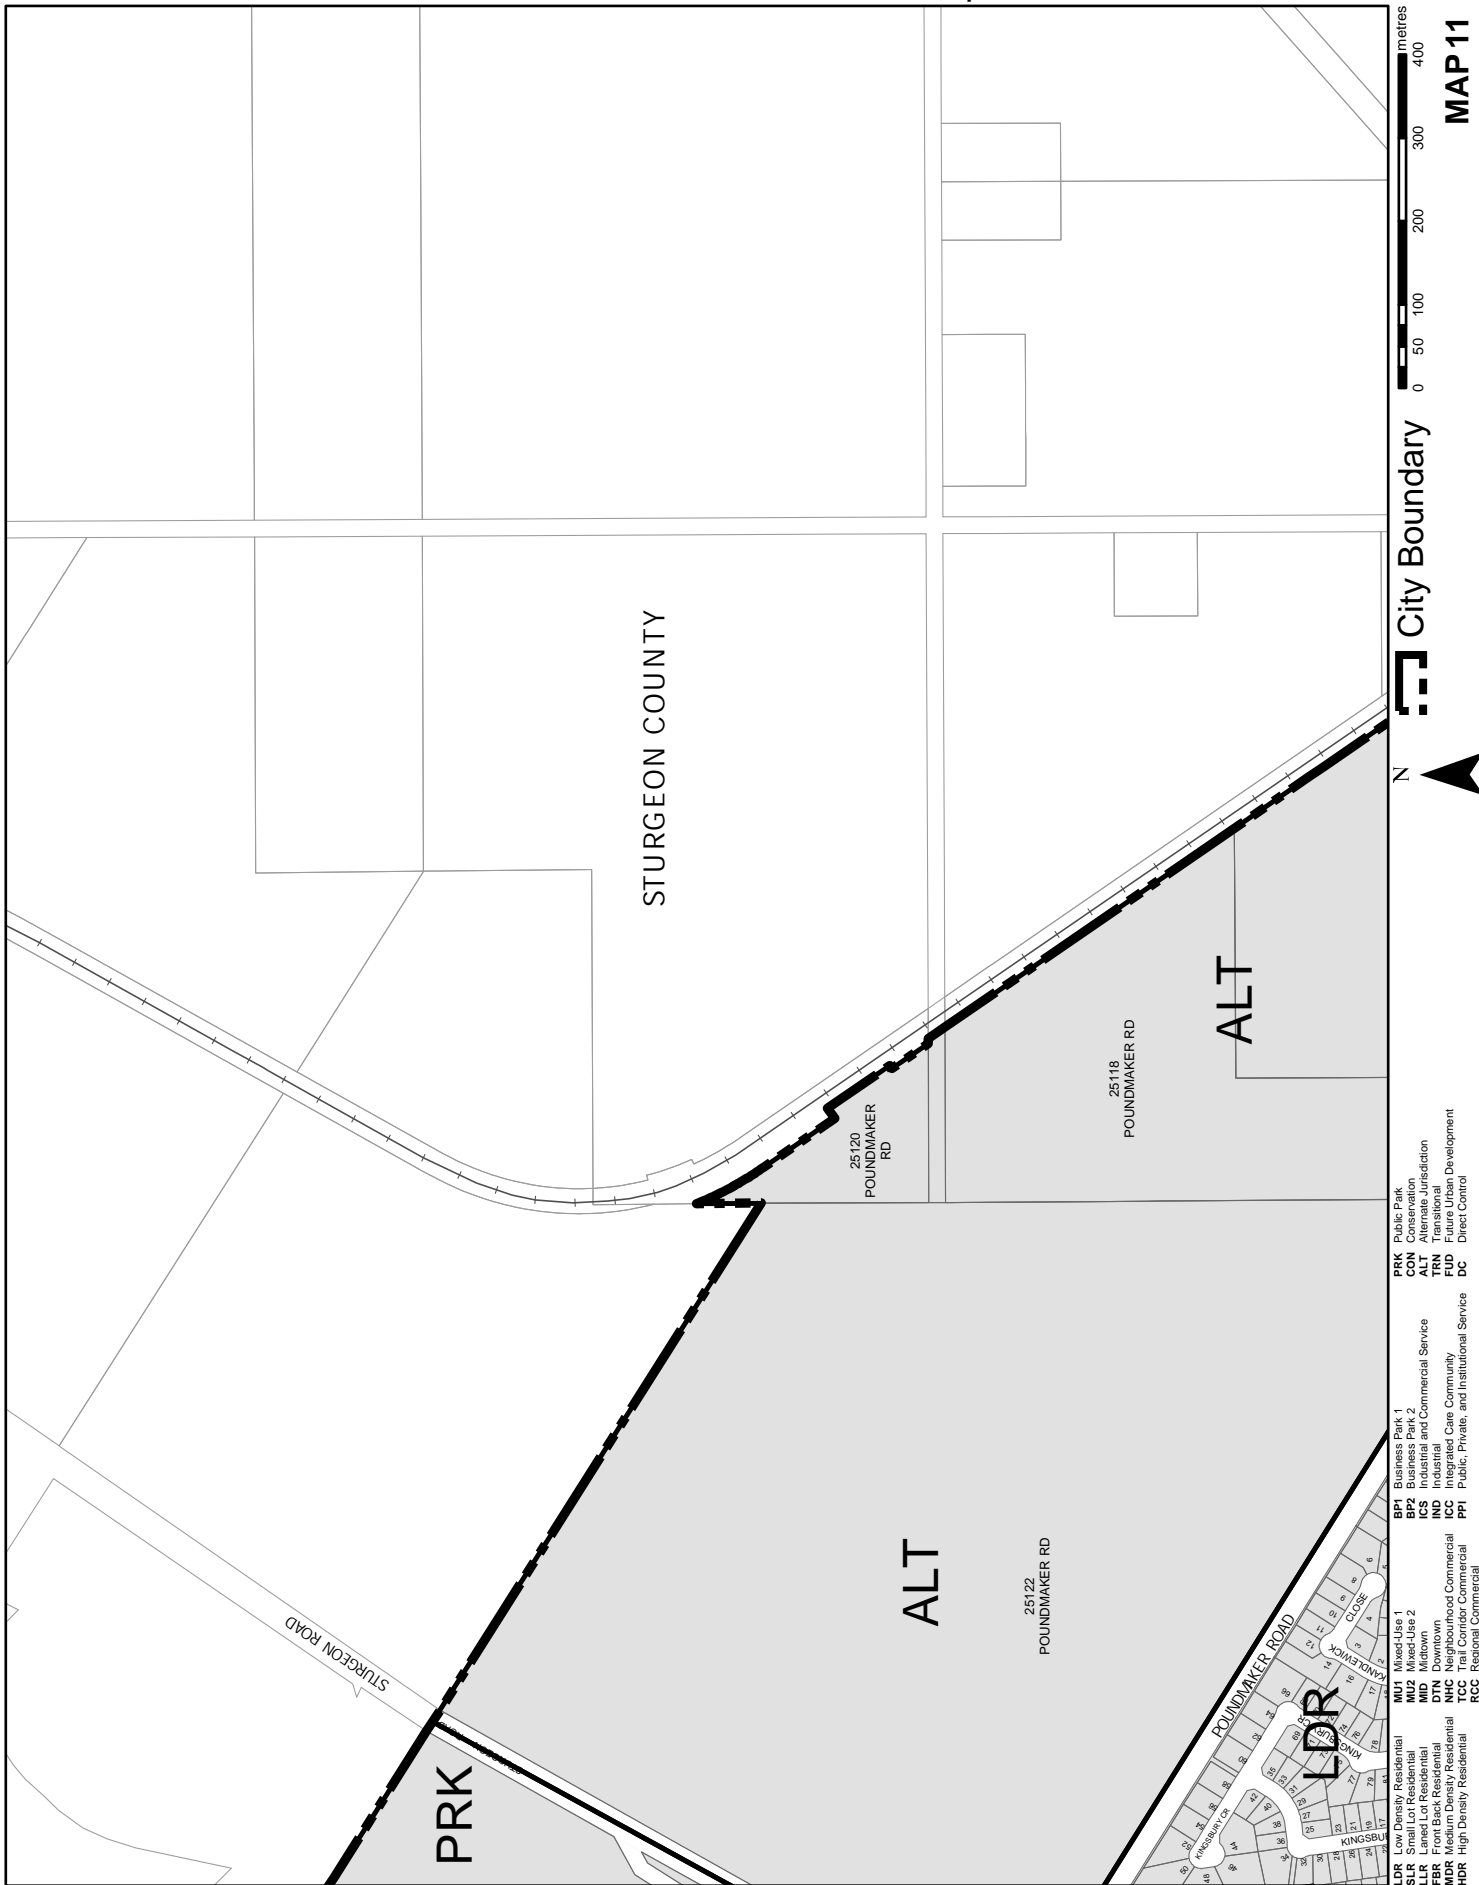 STURGEON COUNTY
STURGEON ROAD
PRK
ALT
25122
POUNDMAKER RD
25120
POUNDMAKER
RD
25118
POUNDMAKER RD
ALT
POUNDMAKER ROAD
LDR
KINGSBURY CR
KANDLEWICK
CLOSE
LDR Low Density Residential
SLR Small Lot Residential
LLR Laned Lot Residential
FBR Front Back Residential
MDR Medium Density Residential
HDR High Density Residential
MU1 Mixed-Use 1
MU2 Mixed-Use 2
MID Midtown
DTN Downtown
NHC Neighbourhood Commercial
TCC Trail Corridor Commercial
RCC Regional Commercial
BP1 Business Park 1
BP2 Business Park 2
ICS Industrial and Commercial Service
IND Industrial
ICC Integrated Care Community
PPI Public, Private, and Institutional Service
PRK Public Park
CON Conservation
ALT Alternate Jurisdiction
TRN Transitional
FUD Future Urban Development
DC Direct Control
N
City Boundary
0 50 100 200 300 400 metres
MAP 11